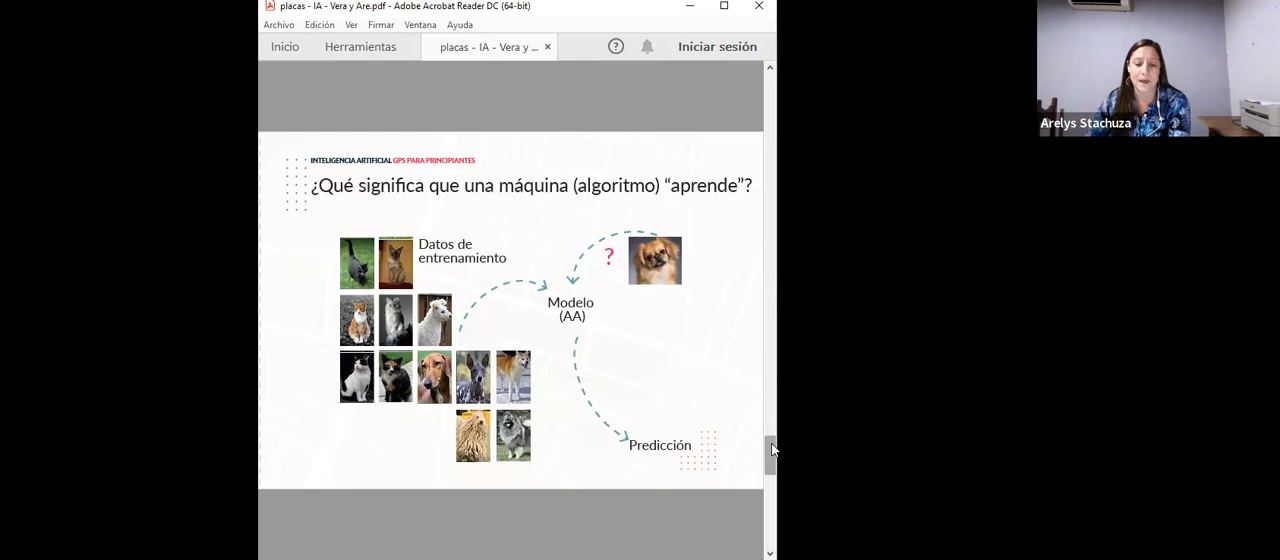 placas - IA - Vera y Are.pdf - Adobe Acrobat Reader DC (64-bit)
Archivo Edición Ver Firmar Ventana Ayuda
Inicio Herramientas placas - IA - Vera y ... × ? Iniciar sesión
Arelys Stachuza
INTELIGENCIA ARTIFICIAL GPS PARA PRINCIPIANTES
¿Qué significa que una máquina (algoritmo) “aprende”?
Datos de
entrenamiento
?
Modelo
(AA)
Predicción